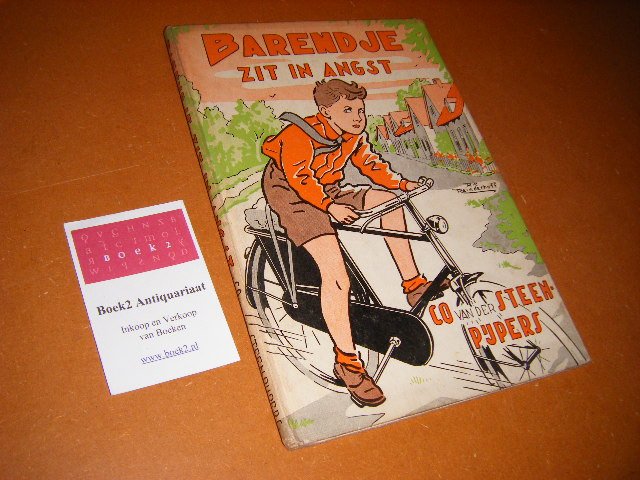 BARENDJE
ZIT IN ANGST
CO VAN DER STEEN-
PIJPERS
BOEK2
Boek2 Antiquariaat
Inkoop en Verkoop
van Boeken
www.boek2.nl